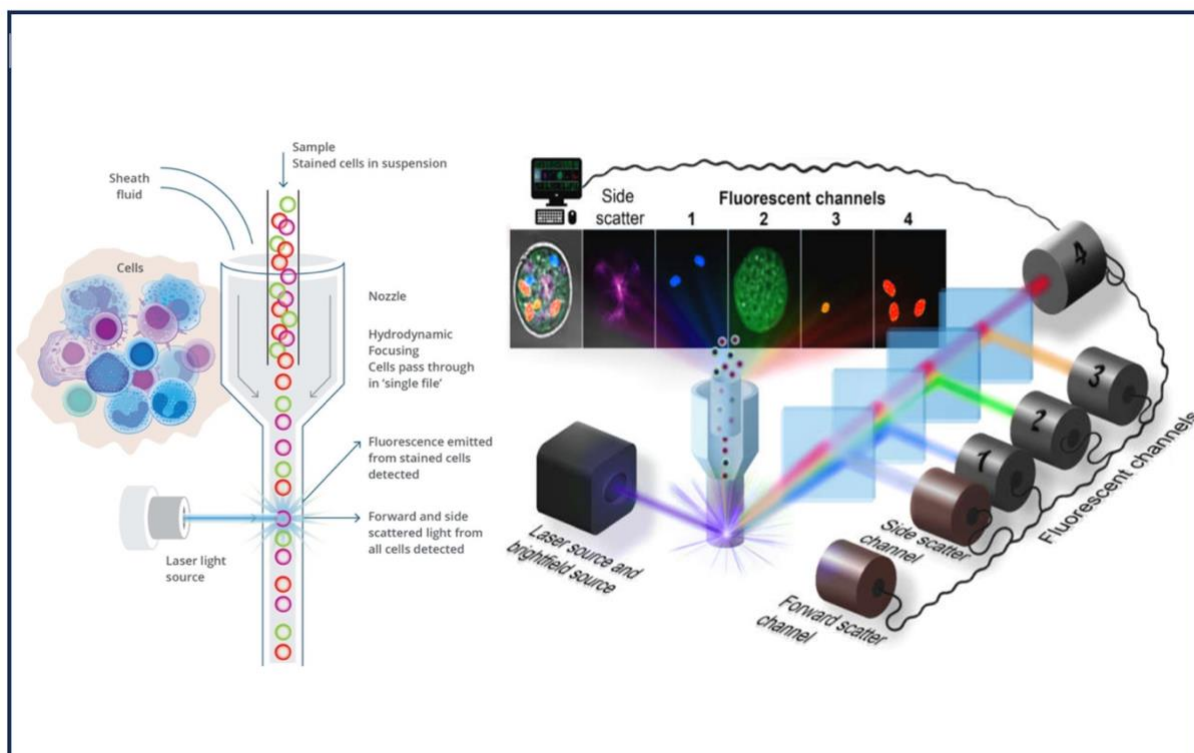 Sample
Stained cells in suspension
Sheath
fluid
Cells
Nozzle
Hydrodynamic
Focusing
Cells pass through
in ‘single file’
Fluorescence emitted
from stained cells
detected
Forward and side
scattered light from
all cells detected
Laser light
source
Side
scatter
Fluorescent channels
1
2
3
4
4
3
2
1
Fluorescent channels
Side scatter
channel
Forward scatter
channel
Laser source and
brightfield source